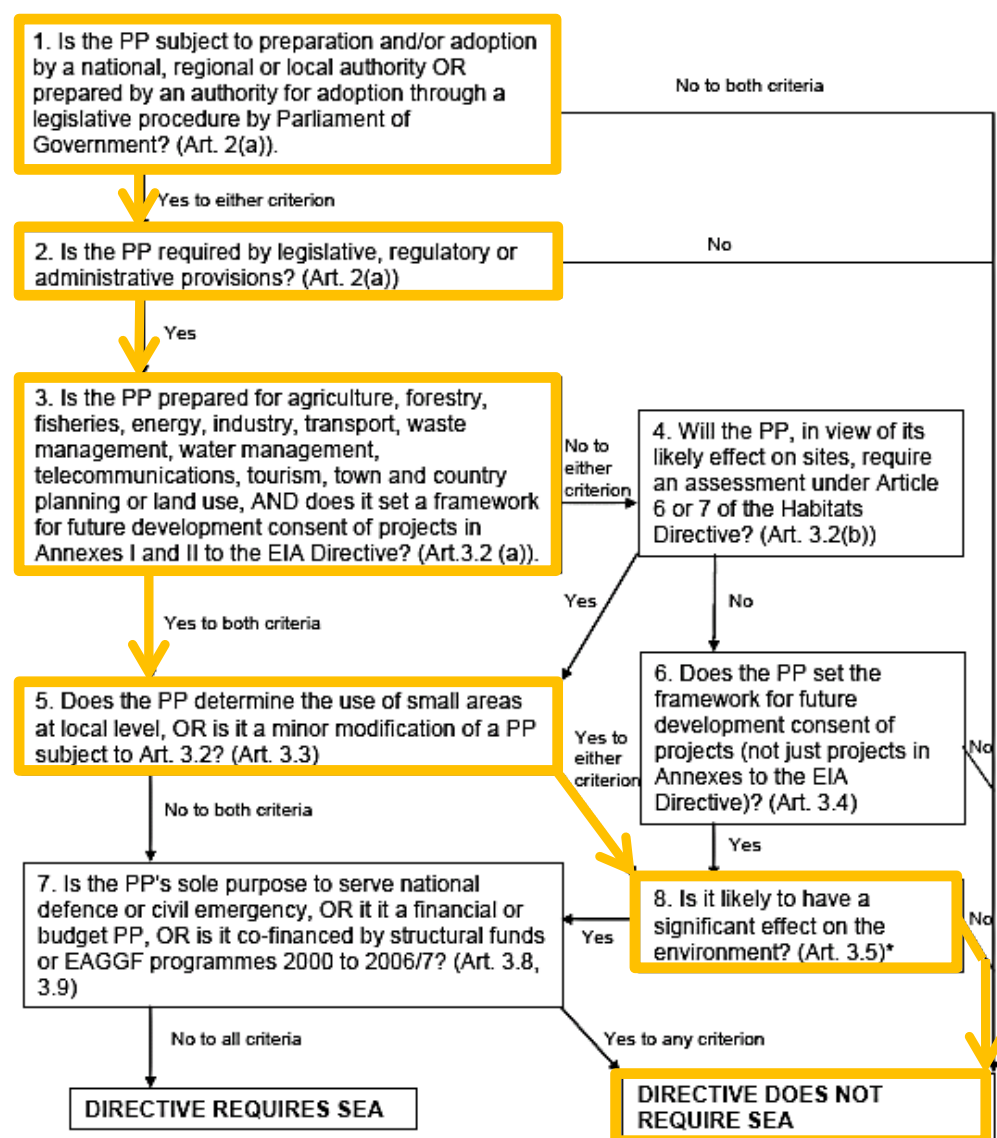 1. Is the PP subject to preparation and/or adoption
by a national, regional or local authority OR
prepared by an authority for adoption through a
legislative procedure by Parliament of
Government? (Art. 2(a)).
No to both criteria
Yes to either criterion
2. Is the PP required by legislative, regulatory or
administrative provisions? (Art. 2(a))
No
Yes
3. Is the PP prepared for agriculture, forestry,
fisheries, energy, industry, transport, waste
management, water management,
telecommunications, tourism, town and country
planning or land use, AND does it set a framework
for future development consent of projects in
Annexes I and II to the EIA Directive? (Art.3.2 (a)).
No to
either
criterion
4. Will the PP, in view of its
likely effect on sites, require
an assessment under Article
6 or 7 of the Habitats
Directive? (Art. 3.2(b))
Yes to both criteria
Yes
No
5. Does the PP determine the use of small areas
at local level, OR is it a minor modification of a PP
subject to Art. 3.2? (Art. 3.3)
Yes to
either
criterion
6. Does the PP set the
framework for future
development consent of
projects (not just projects in
Annexes to the EIA
Directive)? (Art. 3.4)
No
No to both criteria
Yes
7. Is the PP's sole purpose to serve national
defence or civil emergency, OR it it a financial or
budget PP, OR is it co-financed by structural funds
or EAGGF programmes 2000 to 2006/7? (Art. 3.8,
3.9)
Yes
8. Is it likely to have a
significant effect on the
environment? (Art. 3.5)*
No
No to all criteria
Yes to any criterion
DIRECTIVE REQUIRES SEA
DIRECTIVE DOES NOT
REQUIRE SEA